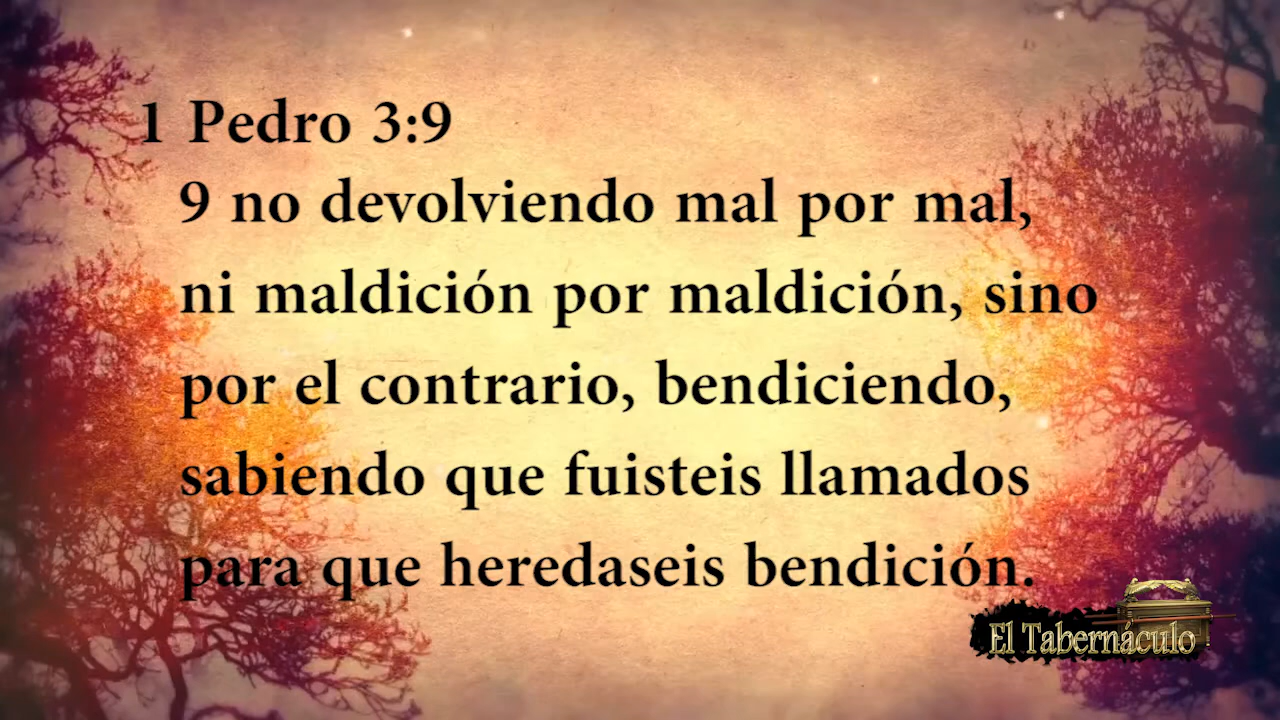 1 Pedro 3:9
9 no devolviendo mal por mal,
ni maldición por maldición, sino
por el contrario, bendiciendo,
sabiendo que fuisteis llamados
para que heredaseis bendición.
El Tabernáculo